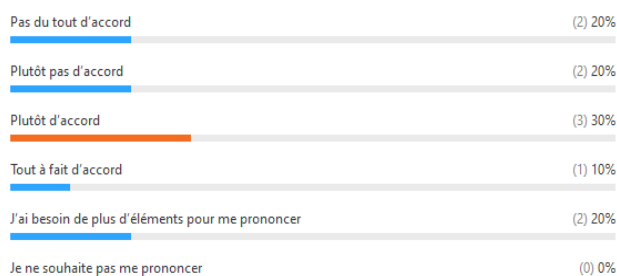 Pas du tout d'accord (2) 20%
Plutôt pas d'accord (2) 20%
Plutôt d'accord (3) 30%
Tout à fait d'accord (1) 10%
J'ai besoin de plus d'éléments pour me prononcer (2) 20%
Je ne souhaite pas me prononcer (0) 0%